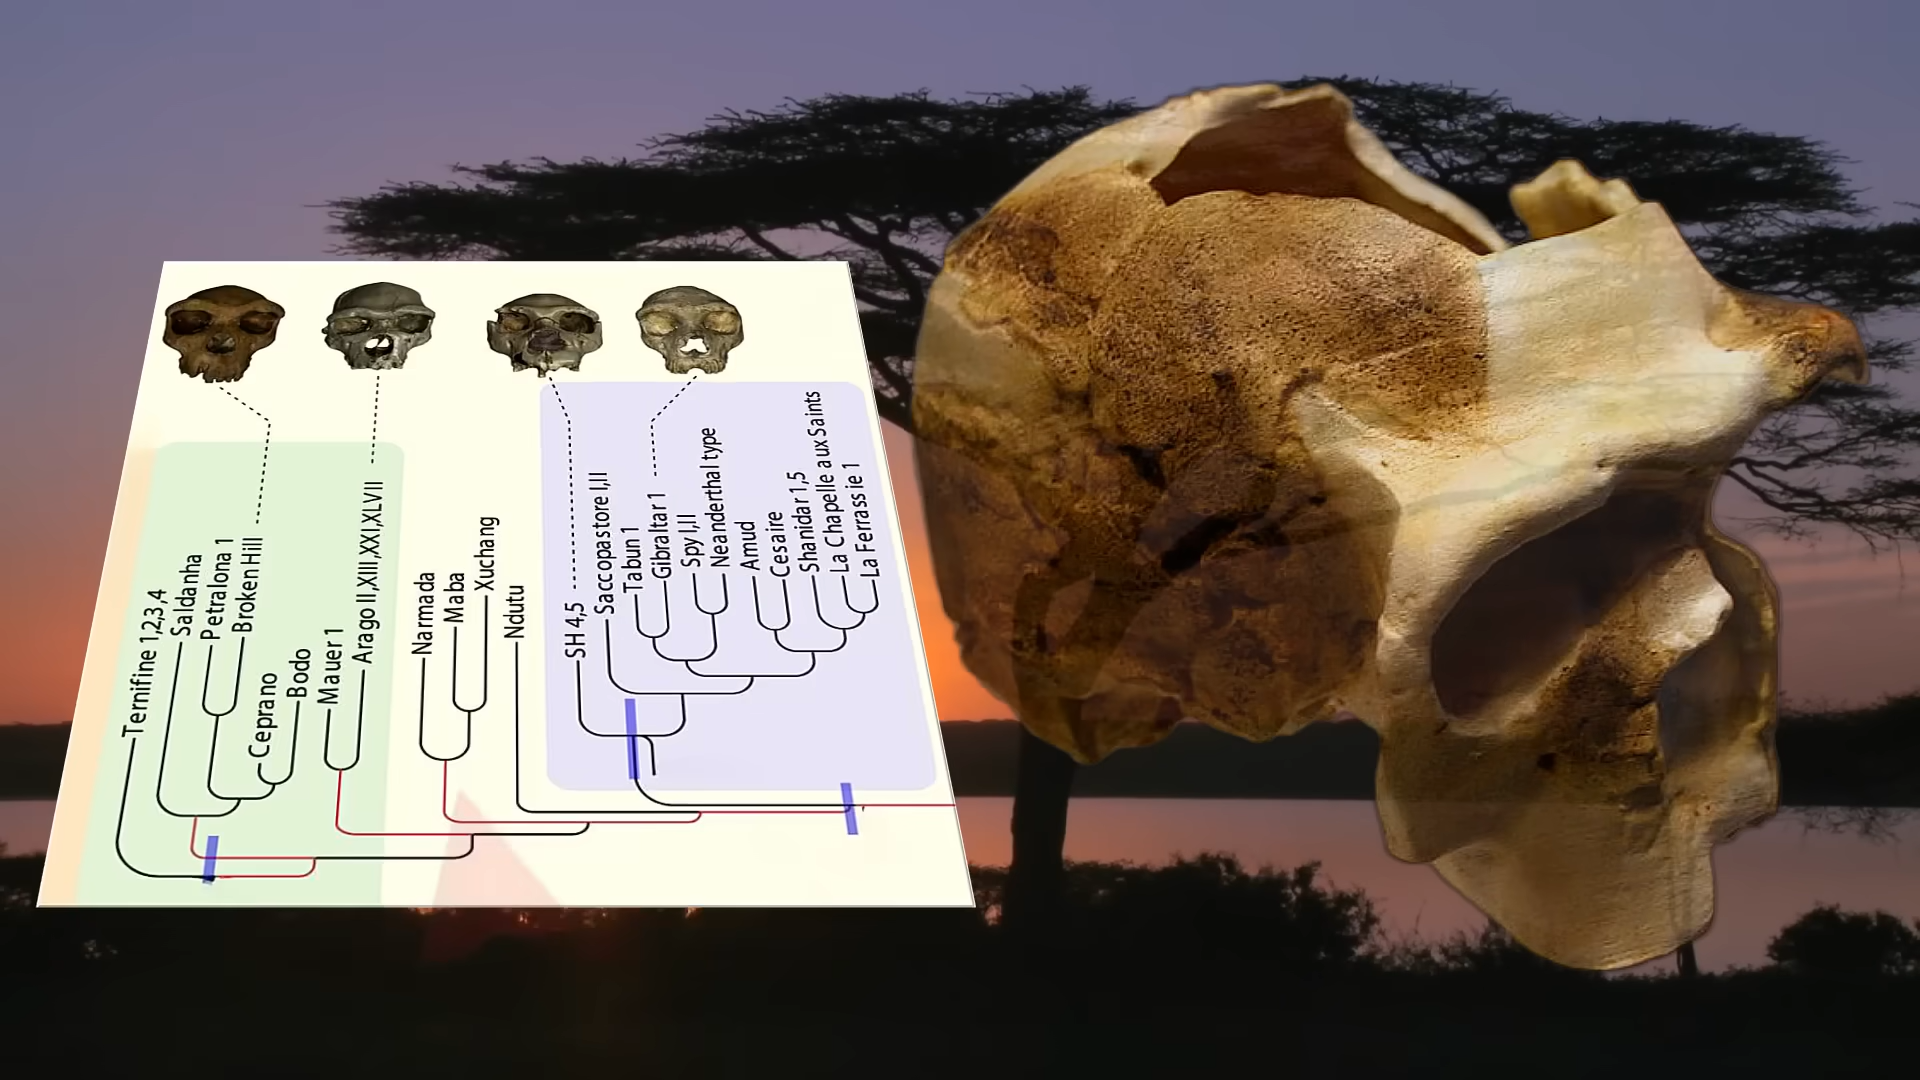 Ternifine 1,2,3,4
Saldanha
Petralona 1
Broken Hill
Ceprano
Bodo
Mauer 1
Arago II,XIII,XXI,XLVII
Narmada
Maba
Xuchang
Ndutu
SH 4,5
Saccopastore I,II
Tabun 1
Gibraltar 1
Spy I,II
Neanderthal type
Amud
Cesaire
Shanidar 1,5
La Chapelle aux Saints
La Ferrassie 1